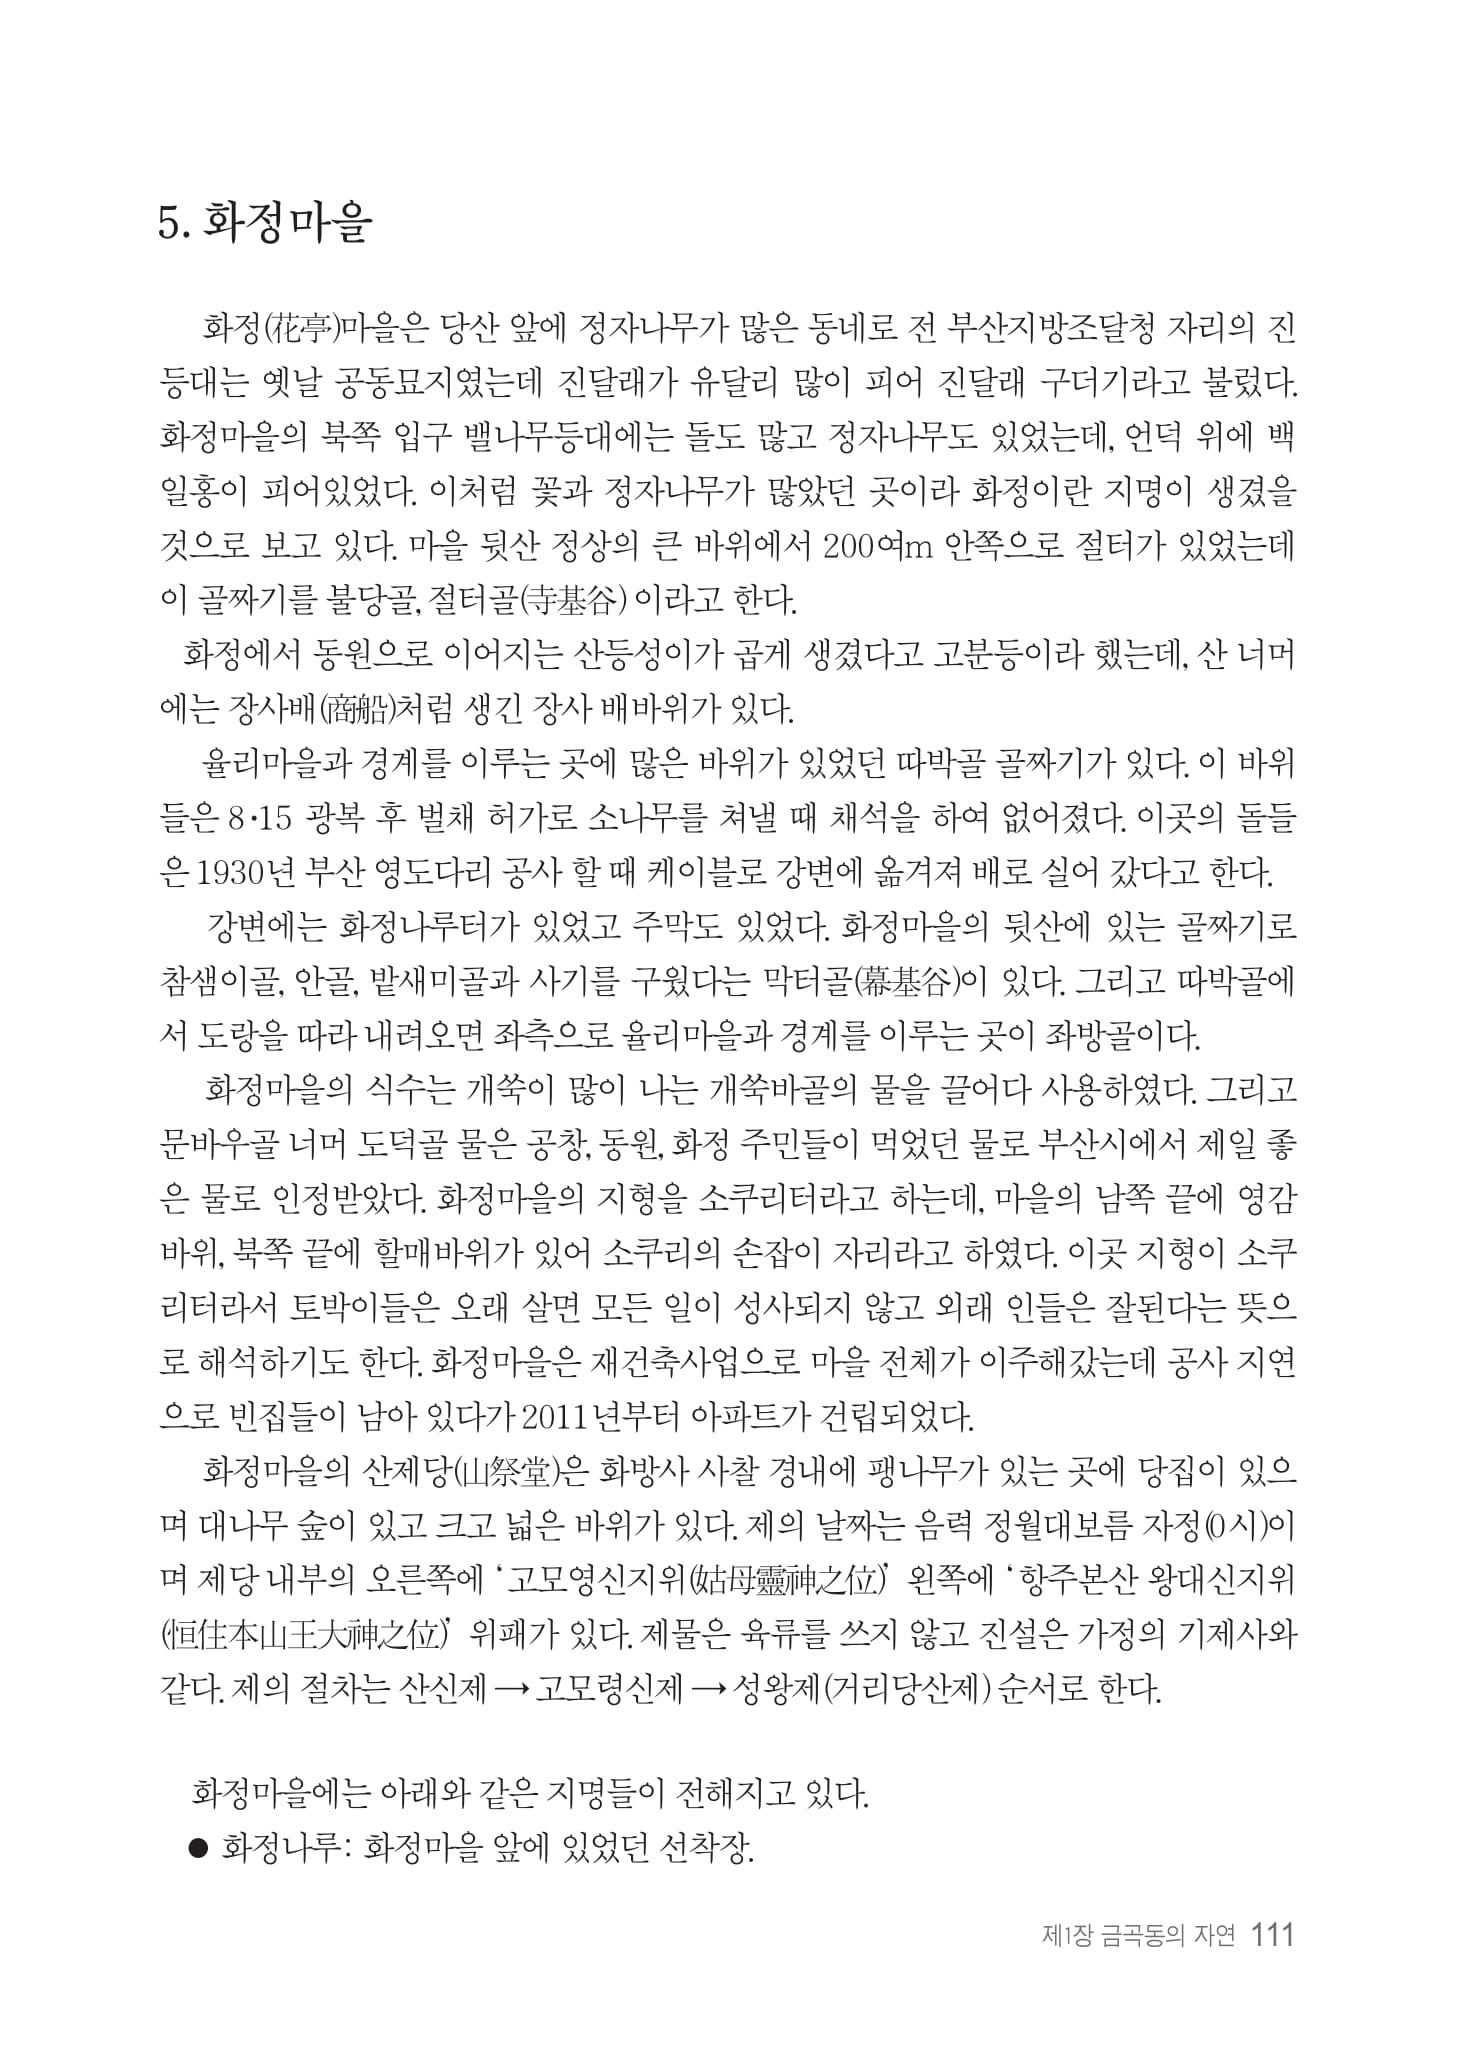 5. 화정마을
화정(花亭)마을은 당산 앞에 정자나무가 많은 동네로 전 부산지방조달청 자리의 진
등대는 옛날 공동묘지였는데 진달래가 유달리 많이 피어 진달래 구더기라고 불렀다.
화정마을의 북쪽 입구 밸나무등대에는 돌도 많고 정자나무도 있었는데, 언덕 위에 백
일홍이 피어있었다. 이처럼 꽃과 정자나무가 많았던 곳이라 화정이란 지명이 생겼을
것으로 보고 있다. 마을 뒷산 정상의 큰 바위에서 200여m 안쪽으로 절터가 있었는데
이 골짜기를 불당골, 절터골(寺基谷)이라고 한다.
화정에서 동원으로 이어지는 산등성이가 곱게 생겼다고 고분등이라 했는데, 산 너머
에는 장사배(商船)처럼 생긴 장사 배바위가 있다.
율리마을과 경계를 이루는 곳에 많은 바위가 있었던 따박골 골짜기가 있다. 이 바위
들은 8·15 광복 후 벌채 허가로 소나무를 쳐낼 때 채석을 하여 없어졌다. 이곳의 돌들
은 1930년 부산 영도다리 공사 할 때 케이블로 강변에 옮겨져 배로 실어 갔다고 한다.
강변에는 화정나루터가 있었고 주막도 있었다. 화정마을의 뒷산에 있는 골짜기로
참샘이골, 안골, 밭새미골과 사기를 구웠다는 막터골(幕基谷)이 있다. 그리고 따박골에
서 도랑을 따라 내려오면 좌측으로 율리마을과 경계를 이루는 곳이 좌방골이다.
화정마을의 식수는 개쑥이 많이 나는 개쑥바골의 물을 끌어다 사용하였다. 그리고
문바우골 너머 도덕골 물은 공창, 동원, 화정 주민들이 먹었던 물로 부산시에서 제일 좋
은 물로 인정받았다. 화정마을의 지형을 소쿠리터라고 하는데, 마을의 남쪽 끝에 영감
바위, 북쪽 끝에 할매바위가 있어 소쿠리의 손잡이 자리라고 하였다. 이곳 지형이 소쿠
리터라서 토박이들은 오래 살면 모든 일이 성사되지 않고 외래 인들은 잘된다는 뜻으
로 해석하기도 한다. 화정마을은 재건축사업으로 마을 전체가 이주해갔는데 공사 지연
으로 빈집들이 남아 있다가 2011년부터 아파트가 건립되었다.
화정마을의 산제당(山祭堂)은 화방사 사찰 경내에 팽나무가 있는 곳에 당집이 있으
며 대나무 숲이 있고 크고 넓은 바위가 있다. 제의 날짜는 음력 정월대보름 자정(0시)이
며 제당 내부의 오른쪽에 ‘고모영신지위(姑母靈神之位)’ 왼쪽에 ‘항주본산 왕대신지위
(恒住本山王大神之位)’ 위패가 있다. 제물은 육류를 쓰지 않고 진설은 가정의 기제사와
같다. 제의 절차는 산신제 → 고모령신제 → 성왕제(거리당산제) 순서로 한다.
화정마을에는 아래와 같은 지명들이 전해지고 있다.
● 화정나루: 화정마을 앞에 있었던 선착장.
제1장 금곡동의 자연 111